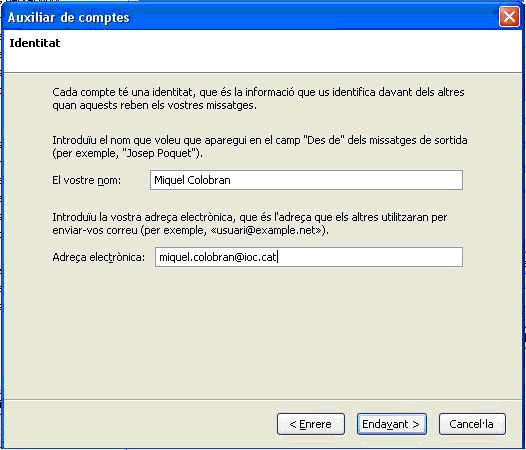 Auxiliar de comptes
Identitat
Cada compte té una identitat, que és la informació que us identifica davant dels altres
quan aquests reben els vostres missatges.
Introduïu el nom que voleu que aparegui en el camp "Des de" dels missatges de sortida
(per exemple, "Josep Poquet").
El vostre nom: Miquel Colobran
Introduïu la vostra adreça electrònica, que és l'adreça que els altres utilitzaran per
enviar-vos correu (per exemple, «usuari@example.net»).
Adreça electrònica: miquel.colobran@ioc.cat
< Enrere Endavant > Cancel·la